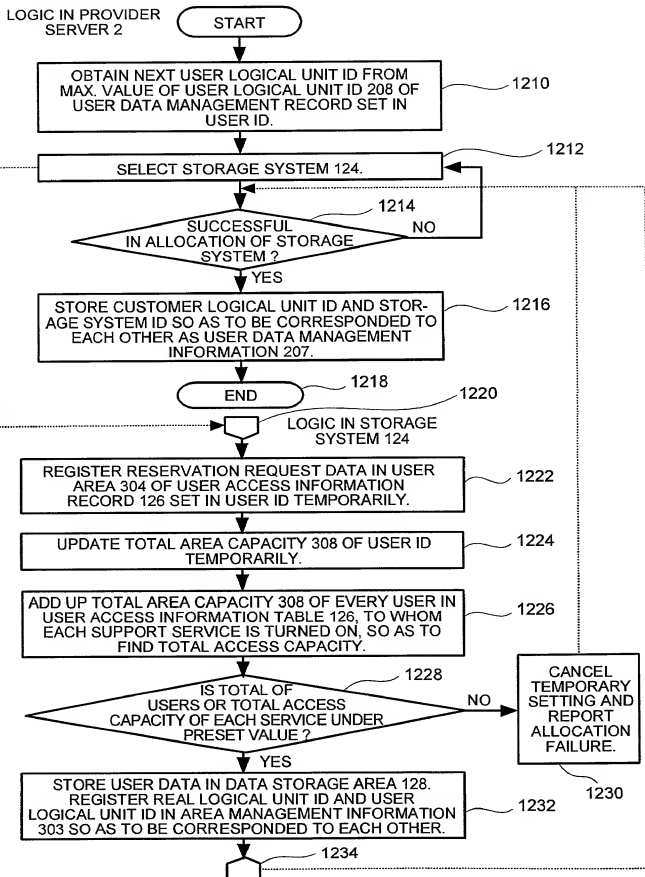 LOGIC IN PROVIDER
SERVER 2
START
OBTAIN NEXT USER LOGICAL UNIT ID FROM
MAX. VALUE OF USER LOGICAL UNIT ID 208 OF
USER DATA MANAGEMENT RECORD SET IN
USER ID.
1210
SELECT STORAGE SYSTEM 124.
1212
SUCCESSFUL
IN ALLOCATION OF STORAGE
SYSTEM ?
1214
NO
YES
STORE CUSTOMER LOGICAL UNIT ID AND STOR-
AGE SYSTEM ID SO AS TO BE CORRESPONDED TO
EACH OTHER AS USER DATA MANAGEMENT
INFORMATION 207.
1216
END
1218
1220
LOGIC IN STORAGE
SYSTEM 124
REGISTER RESERVATION REQUEST DATA IN USER
AREA 304 OF USER ACCESS INFORMATION
RECORD 126 SET IN USER ID TEMPORARILY.
1222
UPDATE TOTAL AREA CAPACITY 308 OF USER ID
TEMPORARILY.
1224
ADD UP TOTAL AREA CAPACITY 308 OF EVERY USER IN
USER ACCESS INFORMATION TABLE 126, TO WHOM
EACH SUPPORT SERVICE IS TURNED ON, SO AS TO
FIND TOTAL ACCESS CAPACITY.
1226
IS TOTAL OF
USERS OR TOTAL ACCESS
CAPACITY OF EACH SERVICE UNDER
PRESET VALUE ?
1228
NO
CANCEL
TEMPORARY
SETTING AND
REPORT
ALLOCATION
FAILURE.
1230
YES
STORE USER DATA IN DATA STORAGE AREA 128.
REGISTER REAL LOGICAL UNIT ID AND USER
LOGICAL UNIT ID IN AREA MANAGEMENT INFORMATION
303 SO AS TO BE CORRESPONDED TO EACH OTHER.
1232
1234